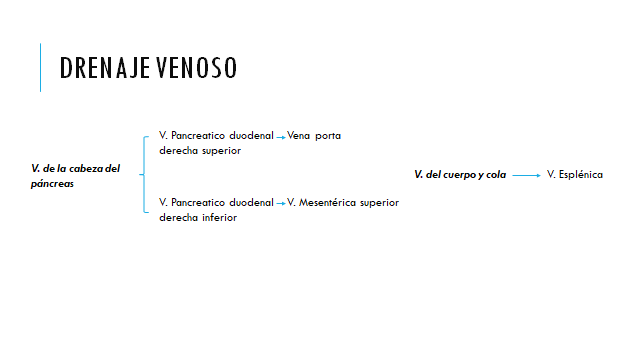 DRENAJE VENOSO
V. Pancreatico duodenal → Vena porta
derecha superior
V. de la cabeza del
páncreas
V. Pancreatico duodenal → V. Mesentérica superior
derecha inferior
V. del cuerpo y cola → V. Esplénica